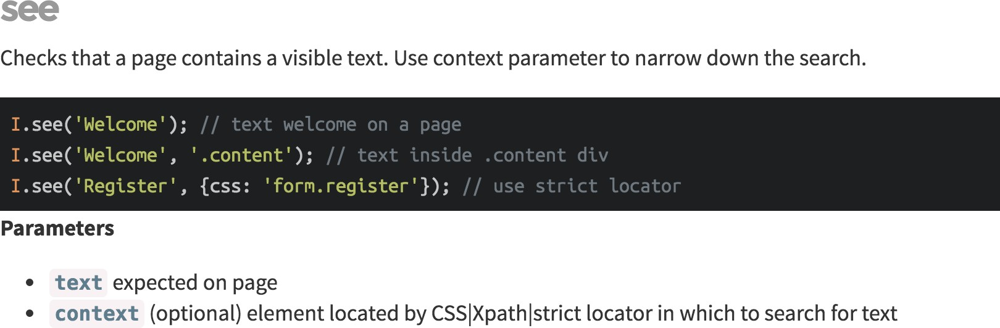 see
Checks that a page contains a visible text. Use context parameter to narrow down the search.
I.see('Welcome'); // text welcome on a page
I.see('Welcome', '.content'); // text inside .content div
I.see('Register', {css: 'form.register'}); // use strict locator
Parameters
• text expected on page
• context (optional) element located by CSS|Xpath|strict locator in which to search for text